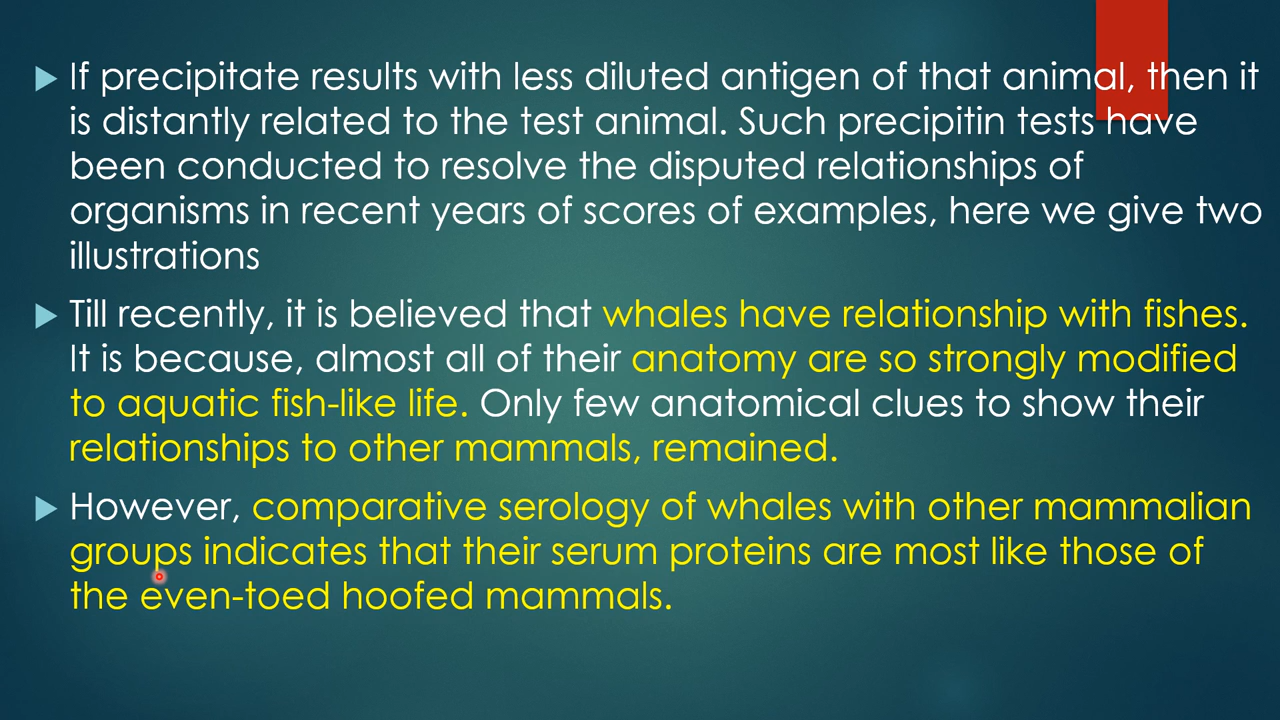 If precipitate results with less diluted antigen of that animal, then it
is distantly related to the test animal. Such precipitin tests have
been conducted to resolve the disputed relationships of
organisms in recent years of scores of examples, here we give two
illustrations
Till recently, it is believed that whales have relationship with fishes.
It is because, almost all of their anatomy are so strongly modified
to aquatic fish-like life. Only few anatomical clues to show their
relationships to other mammals, remained.
However, comparative serology of whales with other mammalian
groups indicates that their serum proteins are most like those of
the even-toed hoofed mammals.